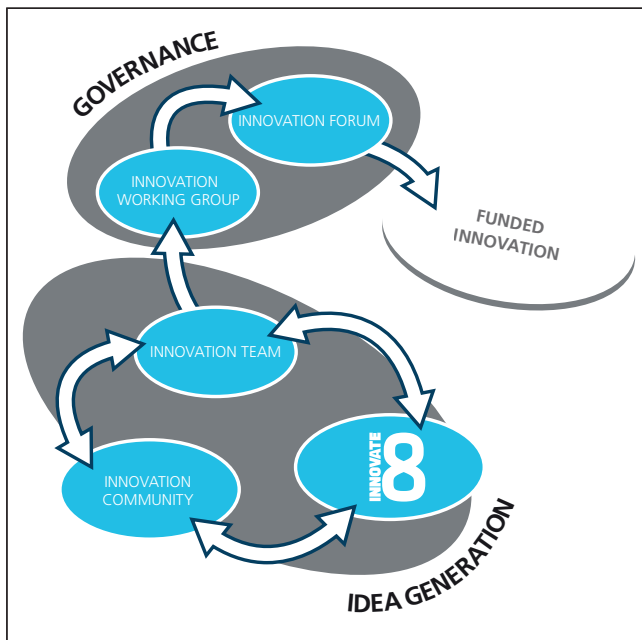 GOVERNANCE
INNOVATION FORUM
INNOVATION
WORKING GROUP
FUNDED
INNOVATION
INNOVATION TEAM
INNOVATE
8
INNOVATION
COMMUNITY
IDEA GENERATION